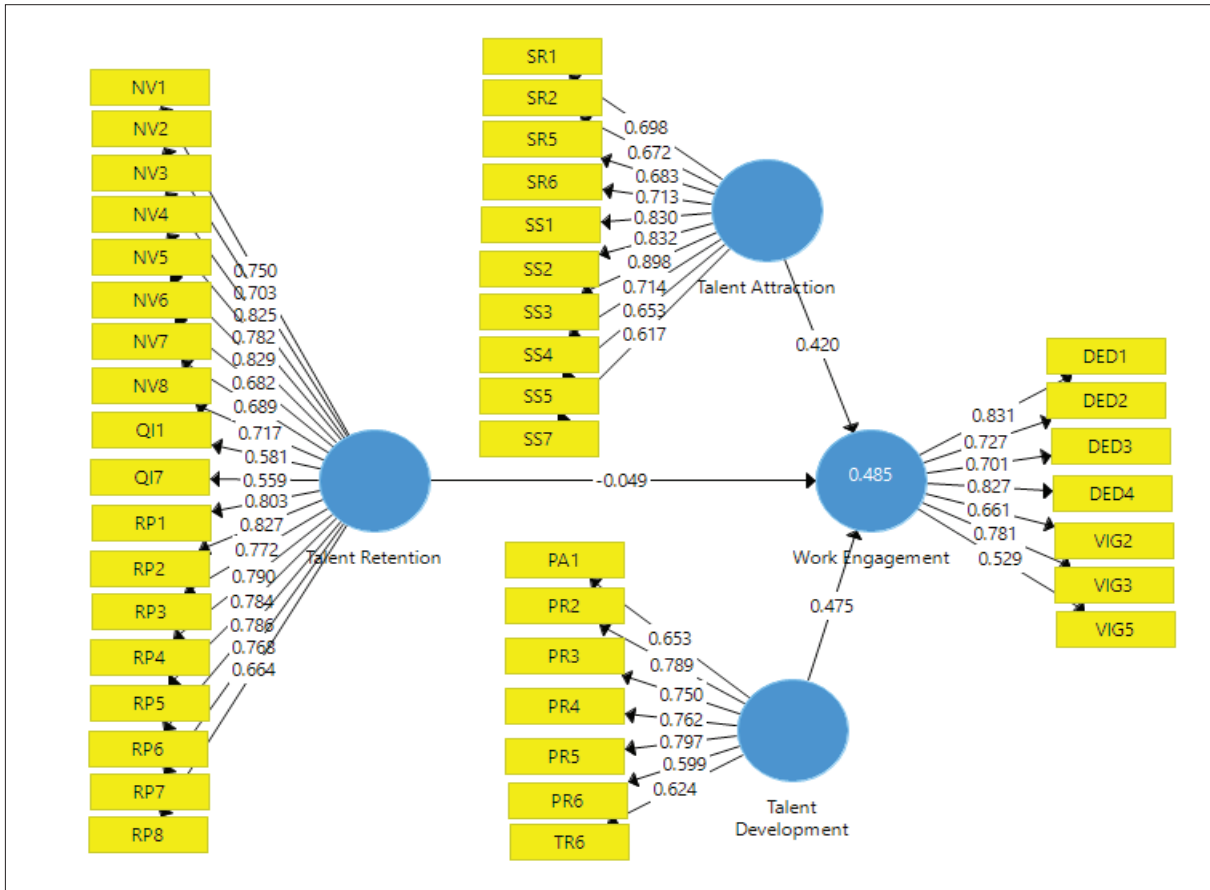 NV1
NV2
NV3
NV4
NV5
NV6
NV7
NV8
QI1
QI7
RP1
RP2
RP3
RP4
RP5
RP6
RP7
RP8
0.750
0.703
0.825
0.782
0.829
0.682
0.689
0.717
0.581
0.559
0.803
0.827
0.772
0.790
0.784
0.786
0.768
0.664
Talent Retention
SR1
SR2
SR5
SR6
SS1
SS2
SS3
SS4
SS5
SS7
0.698
0.672
0.683
0.713
0.830
0.832
0.898
0.714
0.653
0.617
Talent Attraction
0.420
-0.049
0.475
PA1
PR2
PR3
PR4
PR5
PR6
TR6
0.653
0.789
0.750
0.762
0.797
0.599
0.624
Talent
Development
0.485
Work Engagement
0.831
0.727
0.701
0.827
0.661
0.781
0.529
DED1
DED2
DED3
DED4
VIG2
VIG3
VIG5